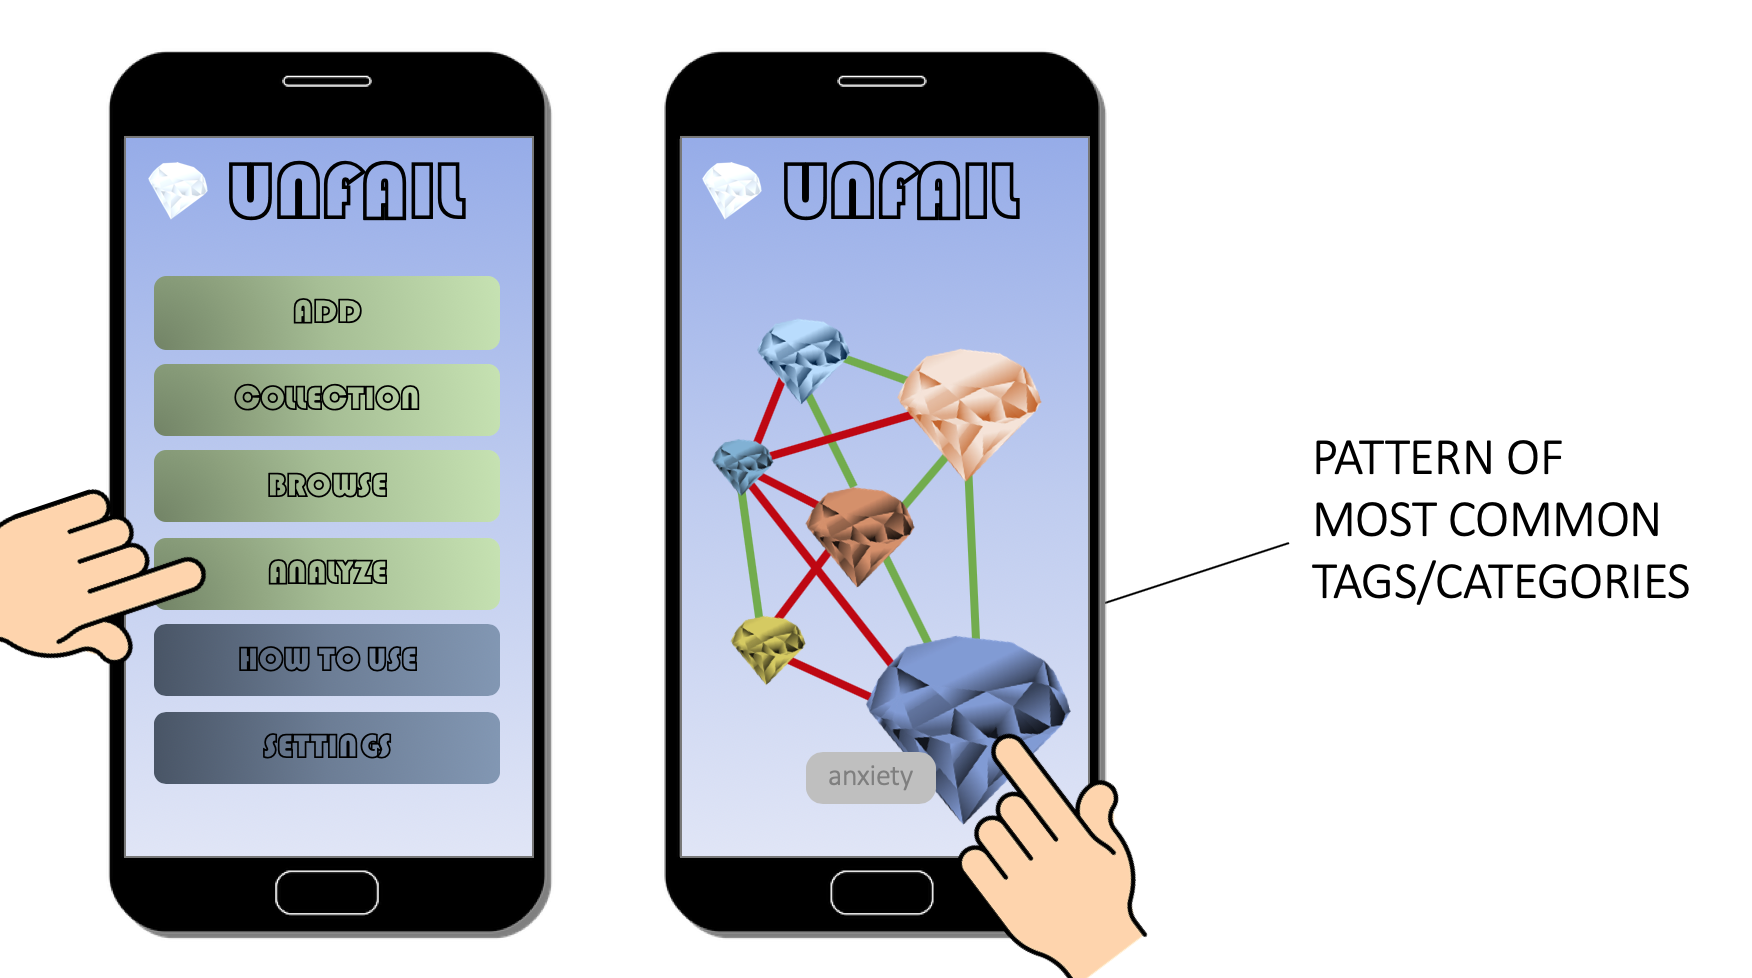 UNFAIL
ADD
COLLECTION
BROWSE
ANALYZE
HOW TO USE
SETTINGS
UNFAIL
anxiety
PATTERN OF
MOST COMMON
TAGS/CATEGORIES